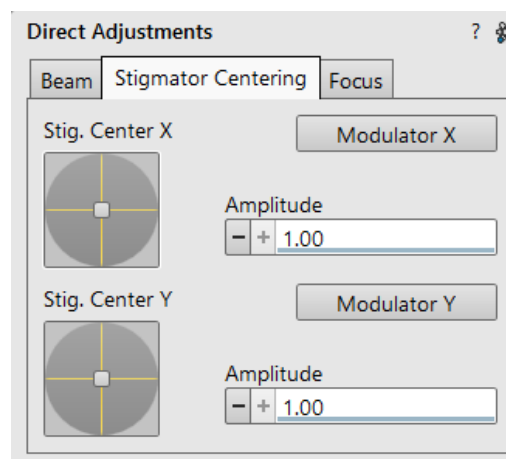 Direct Adjustments ?
Beam Stigmator Centering Focus
Stig. Center X Modulator X
Amplitude
− + 1.00
Stig. Center Y Modulator Y
Amplitude
− + 1.00